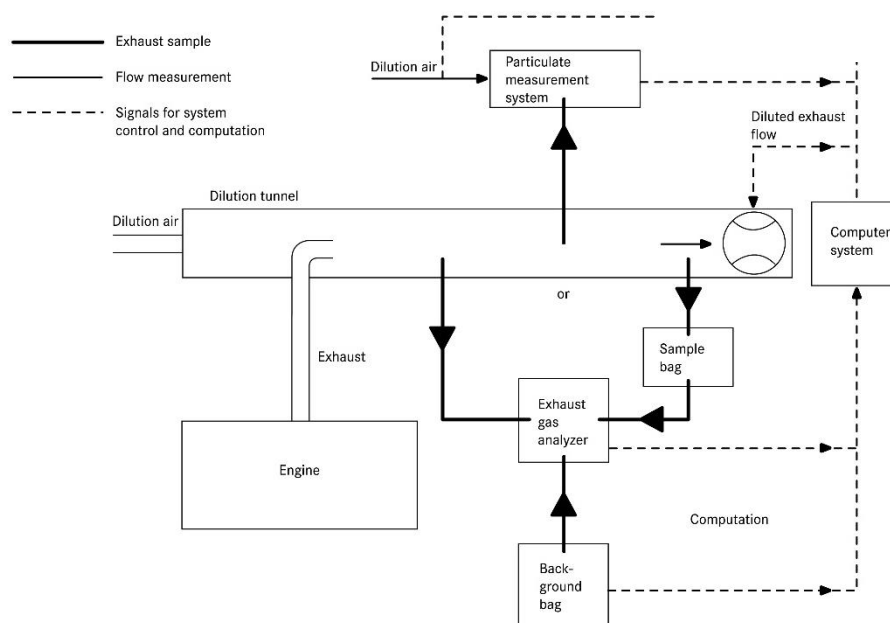 Exhaust sample
Flow measurement
Signals for system
control and computation
Dilution air
Particulate
measurement
system
Diluted exhaust
flow
Dilution tunnel
Dilution air
Computer
system
or
Exhaust
Sample
bag
Exhaust
gas
analyzer
Engine
Computation
Back-
ground
bag